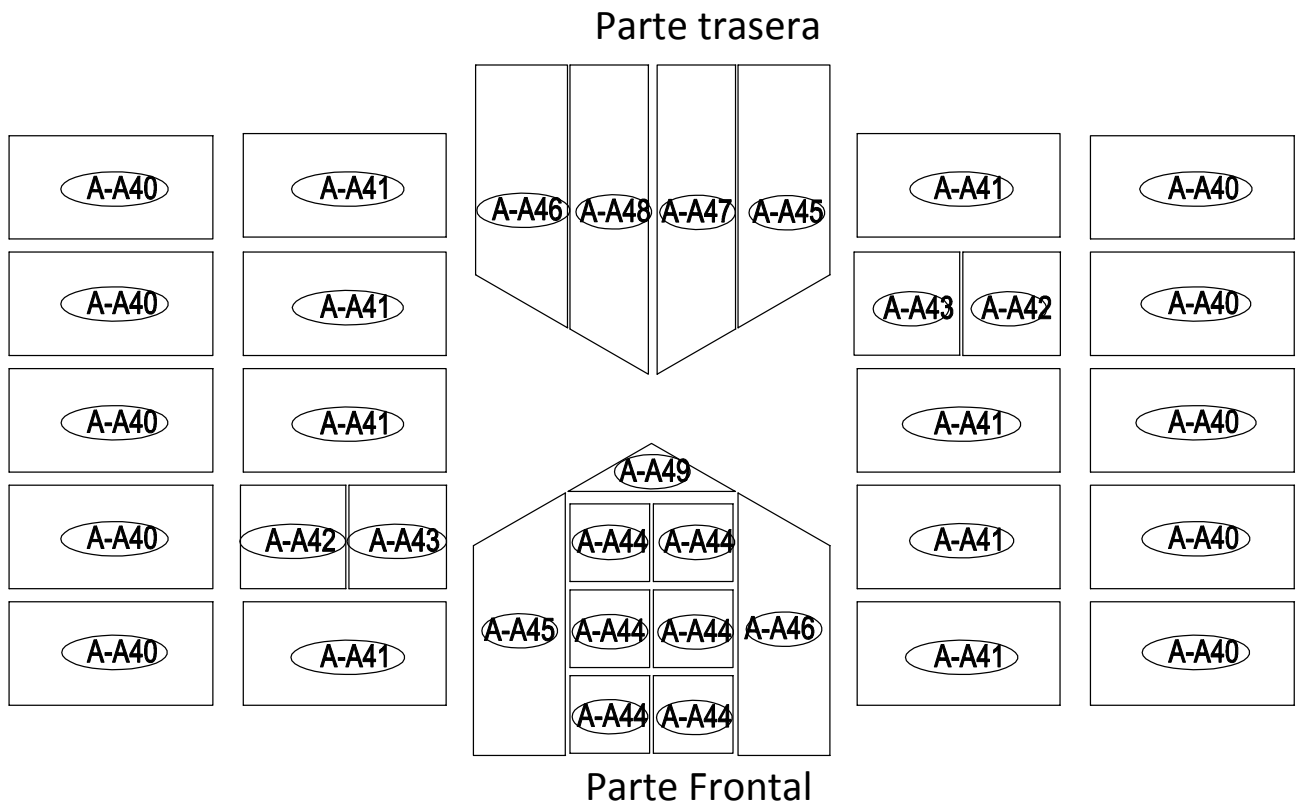 Parte trasera
A-A40 A-A41 A-A46 A-A48 A-A47 A-A45 A-A41 A-A40
A-A40 A-A41 A-A43 A-A42 A-A40
A-A40 A-A41 A-A41 A-A40
A-A49
A-A40 A-A42 A-A43 A-A44 A-A44 A-A41 A-A40
A-A45 A-A44 A-A44 A-A46
A-A40 A-A41 A-A41 A-A40
A-A44 A-A44
Parte Frontal